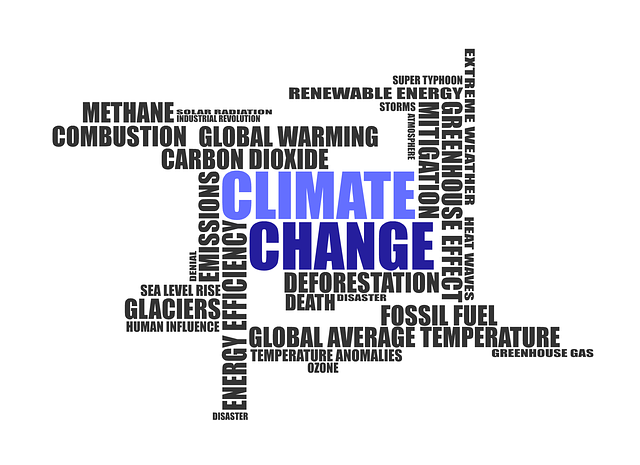 SUPER TYPHOON
RENEWABLE ENERGY
EXTREME WEATHER
METHANE
SOLAR RADIATION
INDUSTRIAL REVOLUTION
STORMS
ATMOSPHERE
MITIGATION
GREENHOUSE EFFECT
COMBUSTION
GLOBAL WARMING
CARBON DIOXIDE
CLIMATE
CHANGE
EMISSIONS
DENIAL
ENERGY EFFICIENCY
HEAT WAVES
DEFORESTATION
SEA LEVEL RISE
DEATH
DISASTER
GLACIERS
FOSSIL FUEL
HUMAN INFLUENCE
GLOBAL AVERAGE TEMPERATURE
TEMPERATURE ANOMALIES
GREENHOUSE GAS
OZONE
DISASTER